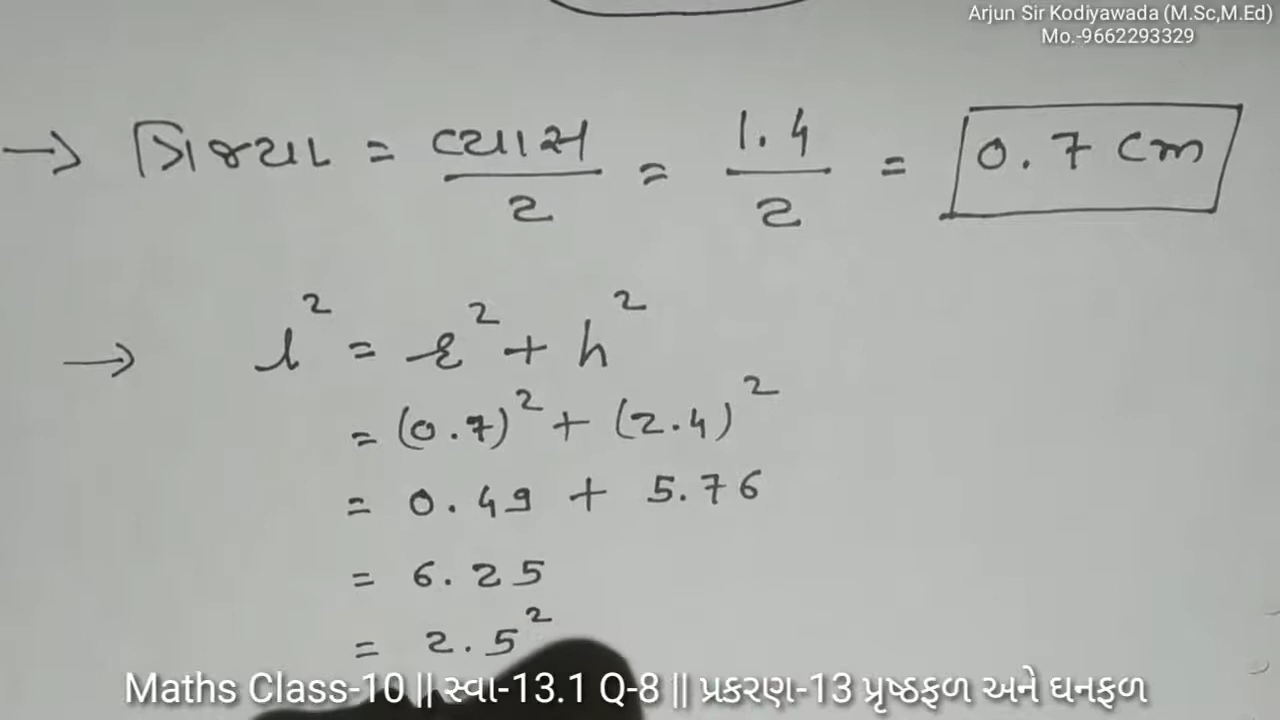 Arjun Sir Kodiyawada (M.Sc,M.Ed)
Mo.-9662293329
→ ત્રિજ્યા = વ્યાસ/2 = 1.4/2 = 0.7 cm
→ l² = r² + h²
= (0.7)² + (2.4)²
= 0.49 + 5.76
= 6.25
= 2.5²
Maths Class-10 || સ્વા-13.1 Q-8 || પ્રકરણ-13 પૃષ્ઠફળ અને ઘનફળ